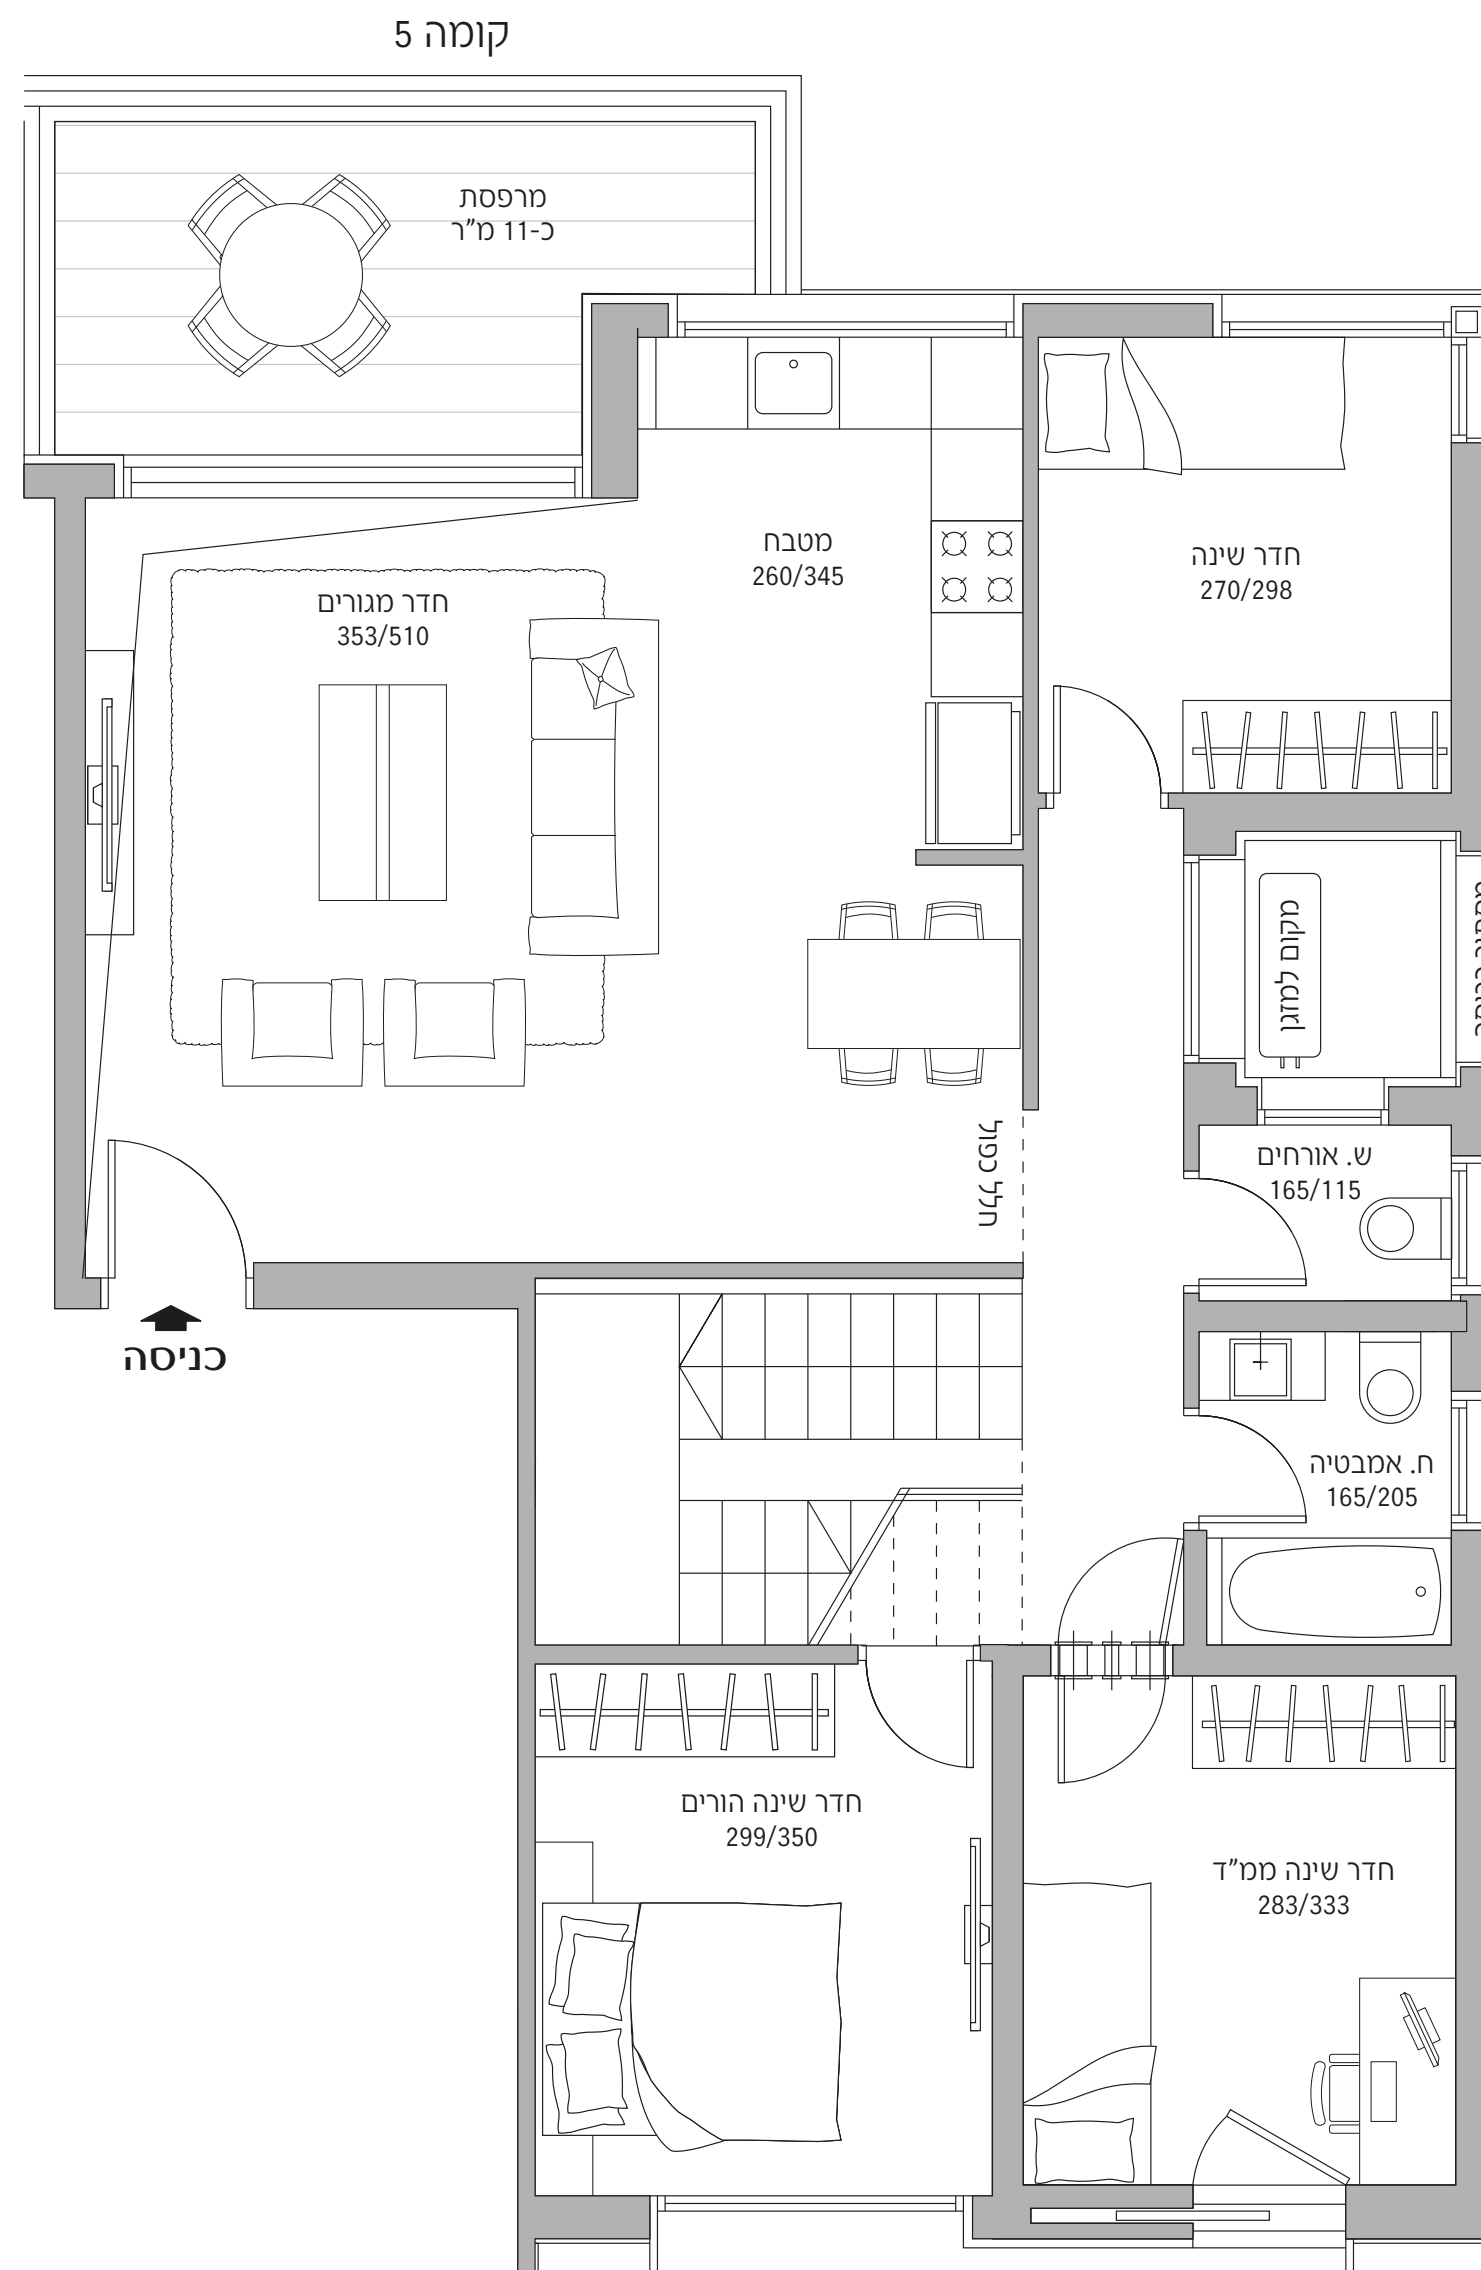 קומה 5
מרפסת
כ-11 מ"ר
מטבח
260/345
חדר שינה
270/298
חדר מגורים
353/510
מקום למזגן
חלל כפול
ש. אורחים
165/115
כניסה
ח. אמבטיה
165/205
חדר שינה הורים
299/350
חדר שינה ממ"ד
283/333